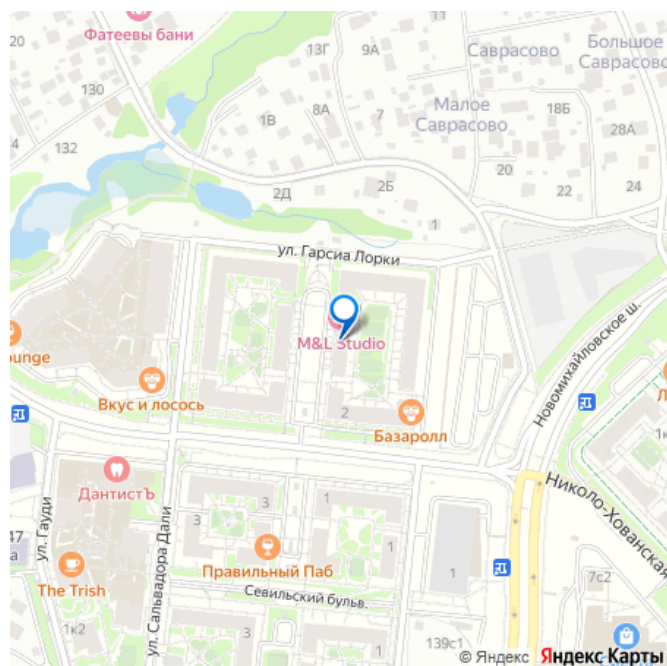 20
Фатеевы бани
13Г
9А
Саврасово
Большое
Саврасово
130
8А
7
Малое
Саврасово
18Б
28А
4
132
1В
20
2Д
2Б
22
24
1
ул. Гарсиа Лорки
M&L Studio
unge
Вкус и лосось
2
Базаролл
Новомихайловское ш.
Л
1к
ДантистЪ
Николо-Хованская
47
а
ул. Гауди
ул. Сальвадора Дали
3
3
1
The Trish
Правильный Паб
1
1
7с2
Севильский бульв.
1к2
3
1
139с1
© Яндекс Яндекс Карты